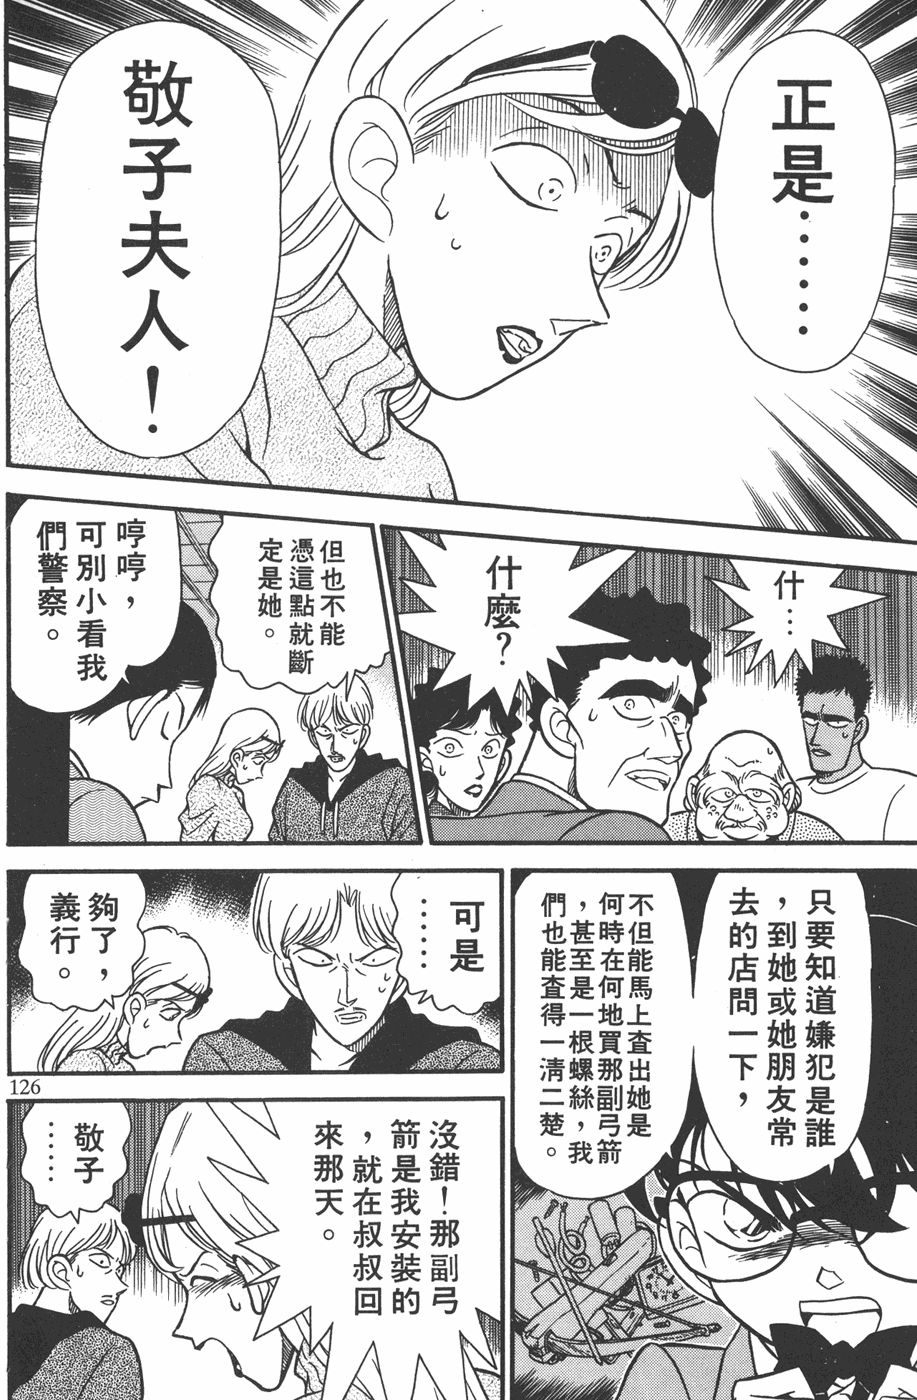 正是……
敬子夫人！
什…
什麼？
但也不能
憑這點就斷
定是她。
哼哼，
可別小看我
們警察。
只要知道嫌犯是誰
，到她或她朋友常
去的店問一下，
不但能馬上查出她是
何時在何地買那副弓箭
，甚至是一根螺絲，我
們也能查得一清二楚。
可是
……
夠了，
義行。
沒錯！那副弓
箭是我安裝的
，就在叔叔回
來那天。
敬子
……
126